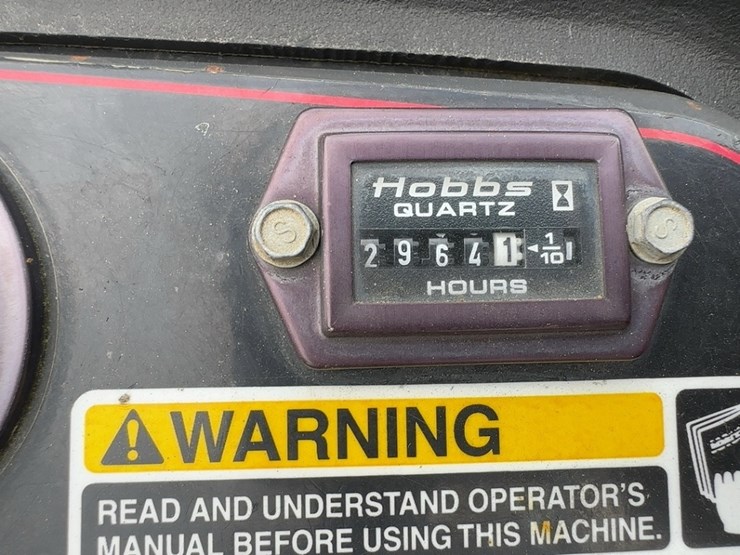 Hobbs
QUARTZ
2 9 6 4 1 1/10
HOURS
S
S
WARNING
READ AND UNDERSTAND OPERATOR'S
MANUAL BEFORE USING THIS MACHINE.